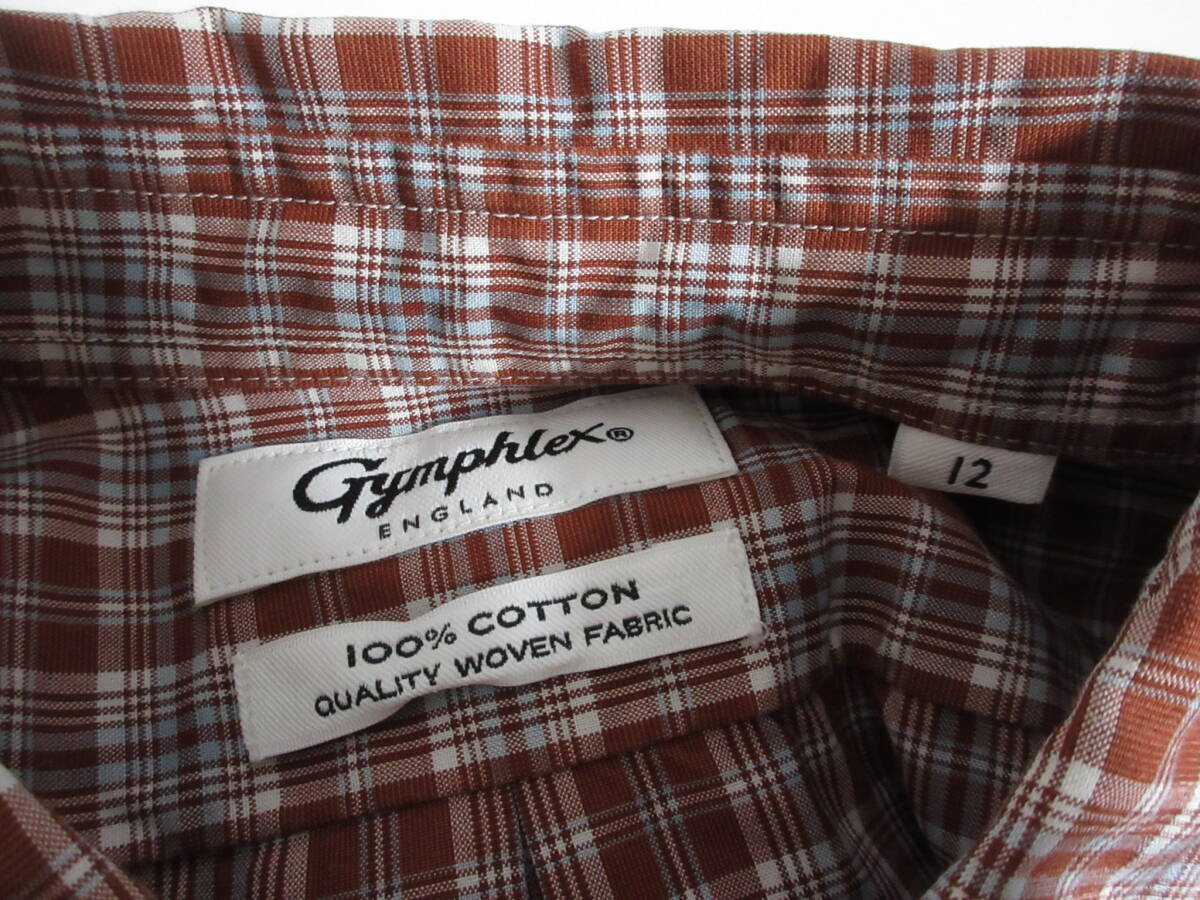 Gymphlex®
ENGLAND
12
100% COTTON
QUALITY WOVEN FABRIC